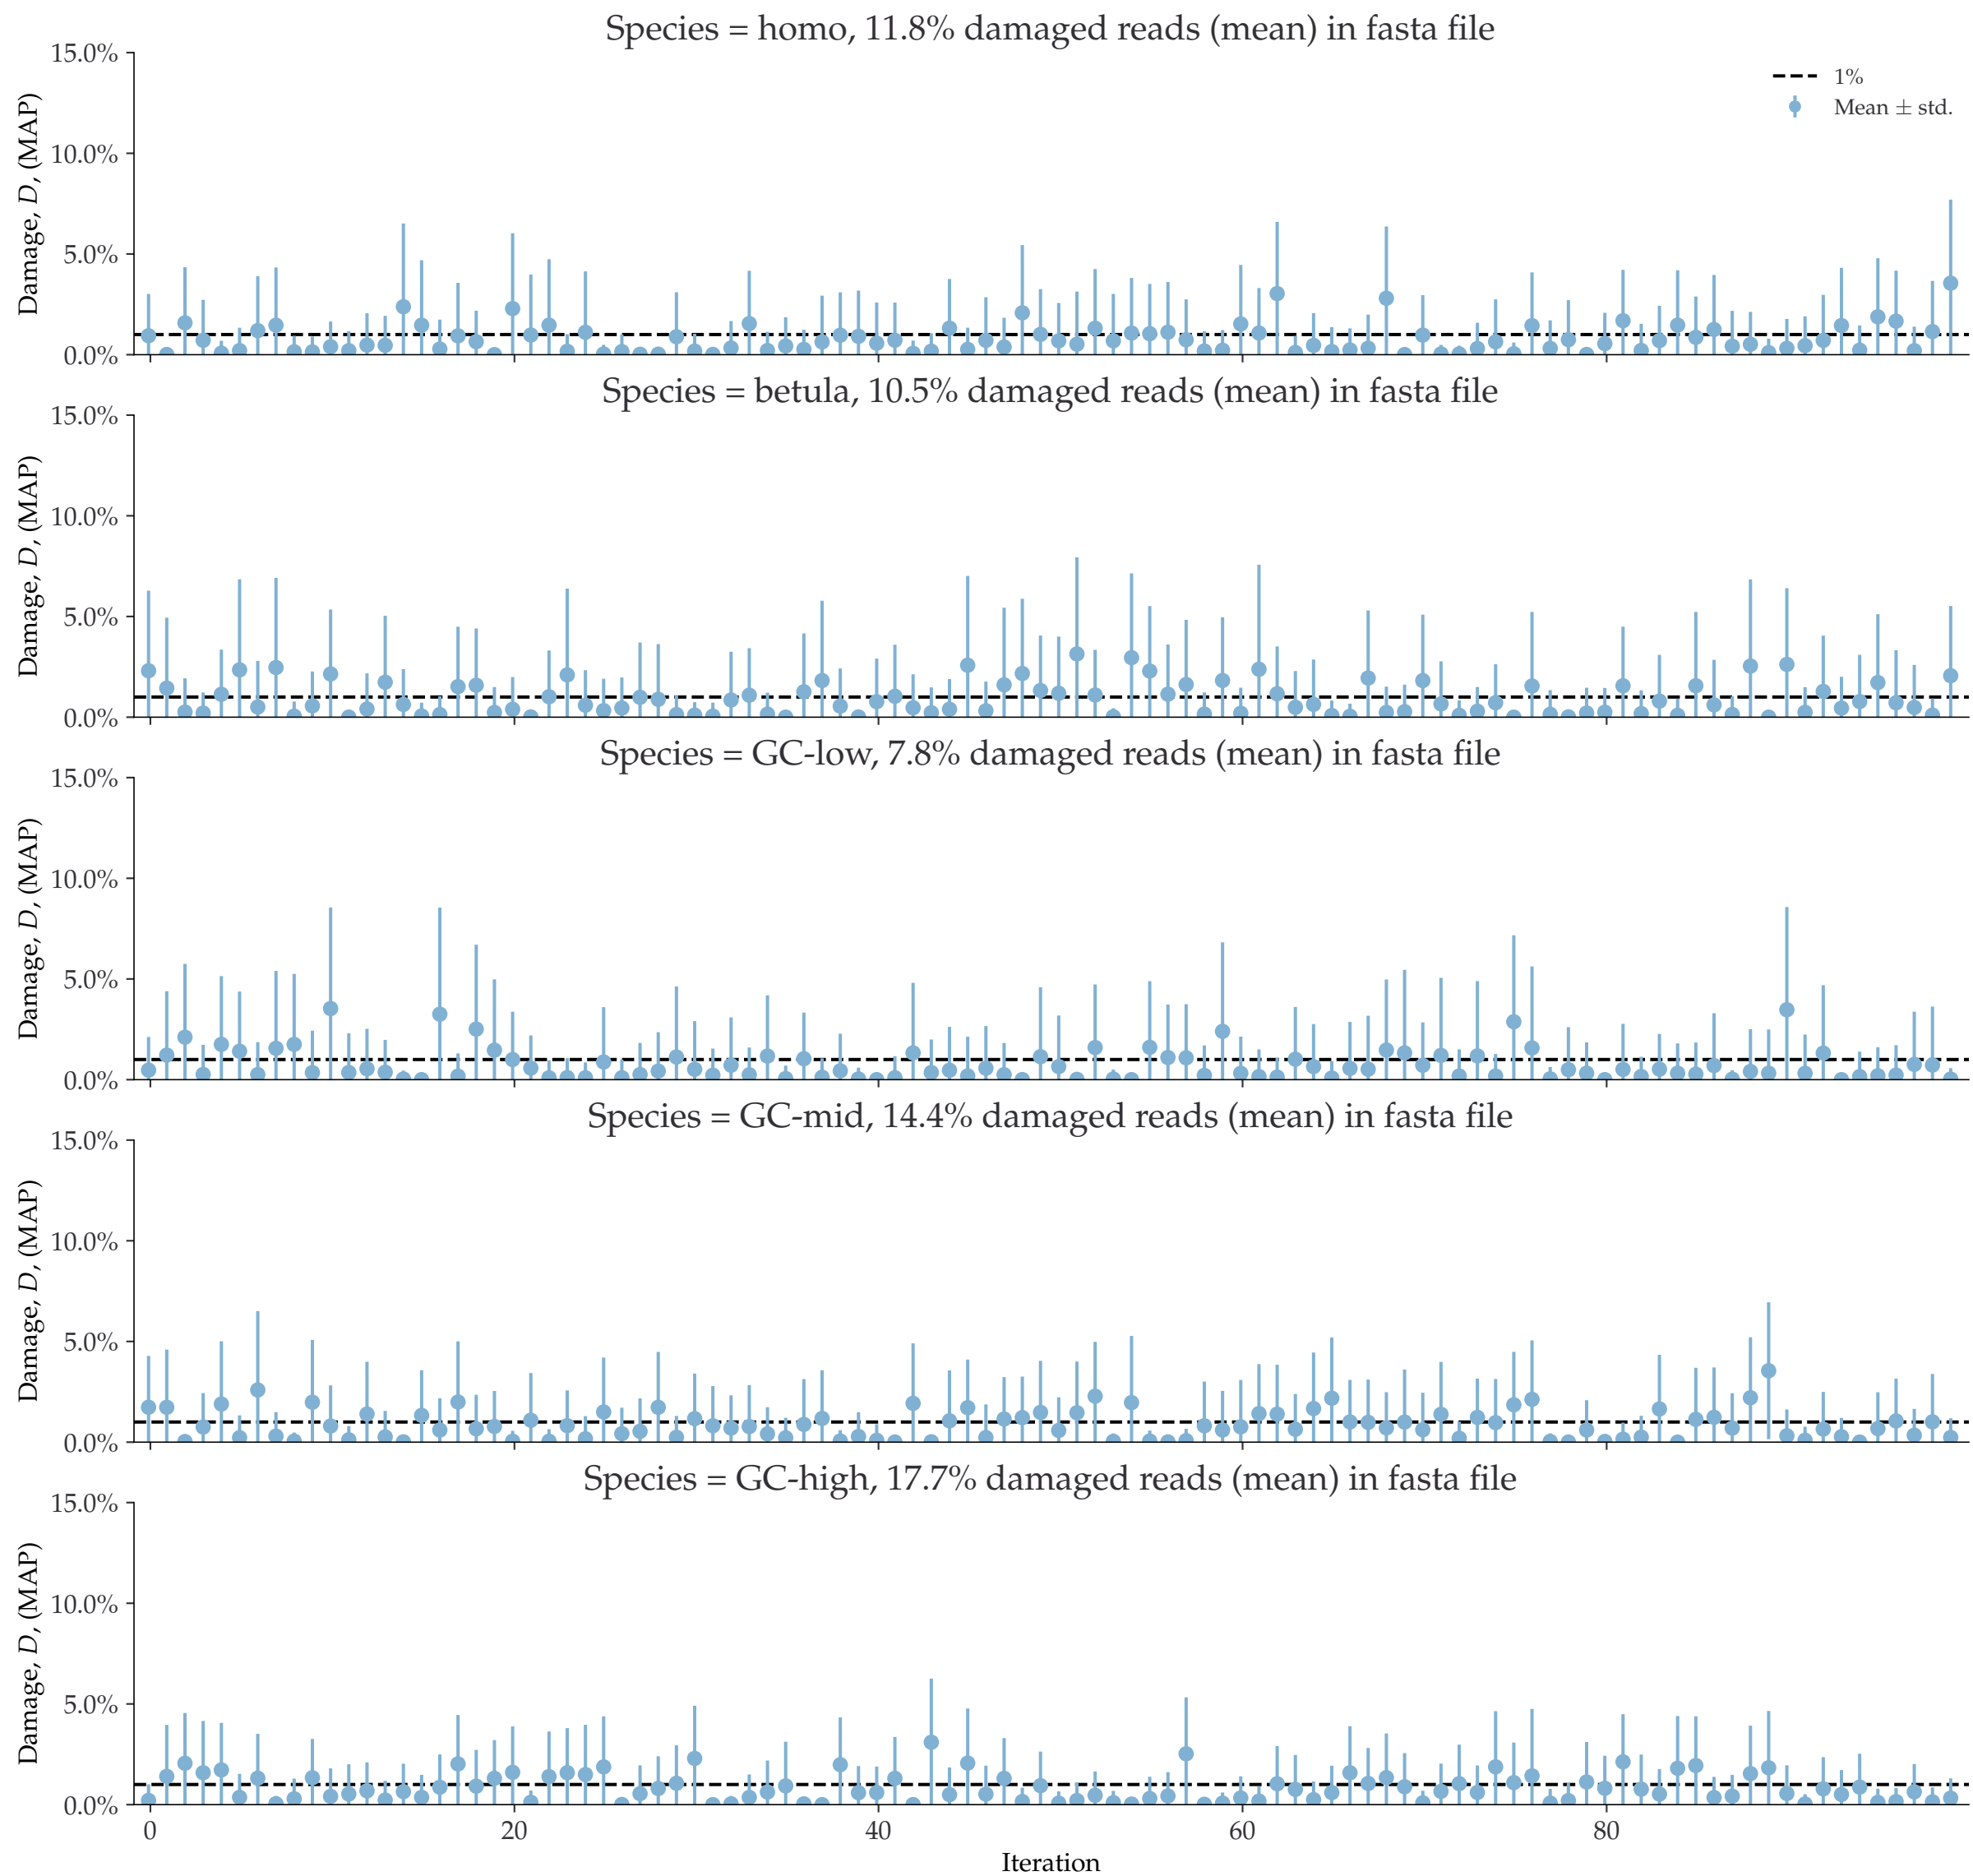 Species = homo, 11.8% damaged reads (mean) in fasta file
15.0%
10.0%
5.0%
0.0%
Damage, D, (MAP)
1%
Mean ± std.
Species = betula, 10.5% damaged reads (mean) in fasta file
15.0%
10.0%
5.0%
0.0%
Damage, D, (MAP)
Species = GC-low, 7.8% damaged reads (mean) in fasta file
15.0%
10.0%
5.0%
0.0%
Damage, D, (MAP)
Species = GC-mid, 14.4% damaged reads (mean) in fasta file
15.0%
10.0%
5.0%
0.0%
Damage, D, (MAP)
Species = GC-high, 17.7% damaged reads (mean) in fasta file
15.0%
10.0%
5.0%
0.0%
Damage, D, (MAP)
0 20 40 60 80
Iteration